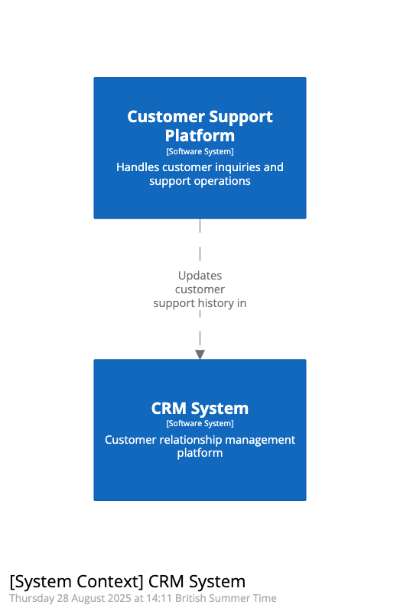 Customer Support
Platform
[Software System]
Handles customer inquiries and
support operations
Updates
customer
support history in
CRM System
[Software System]
Customer relationship management
platform
[System Context] CRM System
Thursday 28 August 2025 at 14:11 British Summer Time